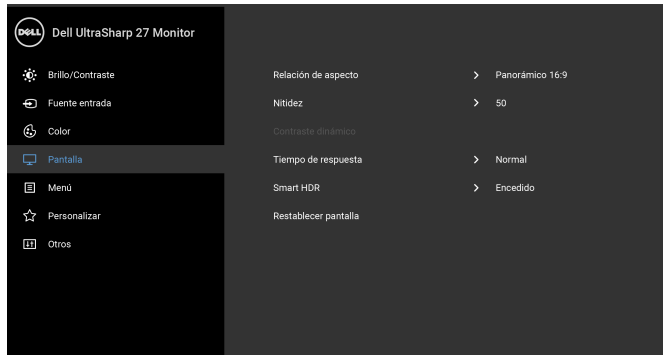 DELL Dell UltraSharp 27 Monitor
Brillo/Contraste
Fuente entrada
Color
Pantalla
Menú
Personalizar
Otros
Relación de aspecto > Panorámico 16:9
Nitidez > 50
Contraste dinámico
Tiempo de respuesta > Normal
Smart HDR > Encedido
Restablecer pantalla